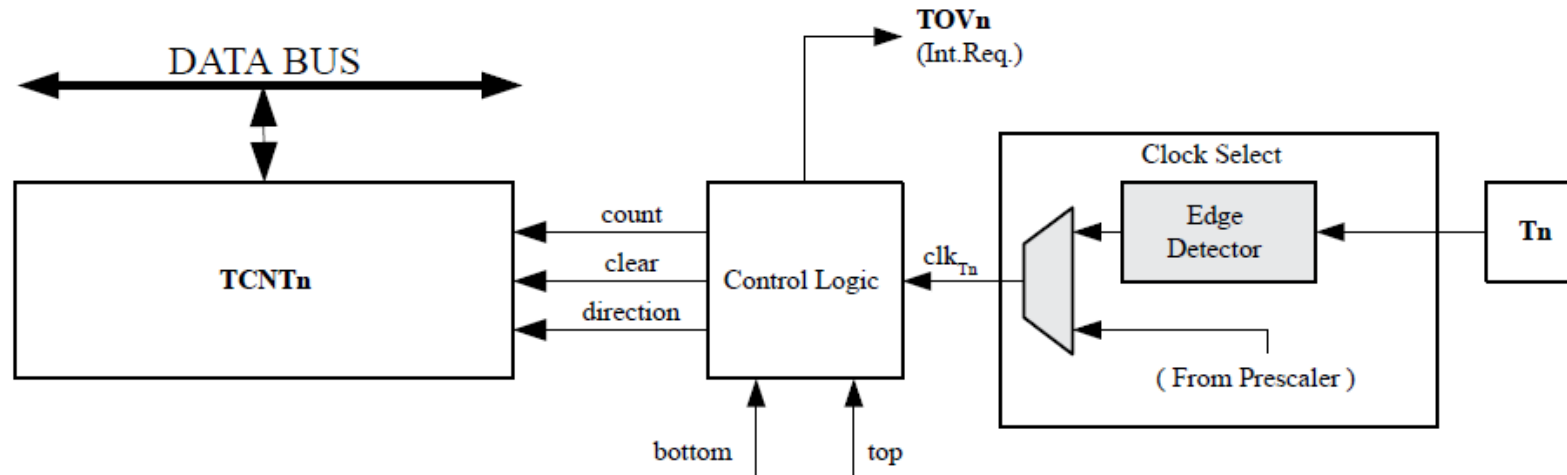 TOVn
(Int.Req.)
DATA BUS
Clock Select
Edge
Detector
Tn
count
clear
direction
TCNTn
Control Logic
clkTn
( From Prescaler )
bottom
top